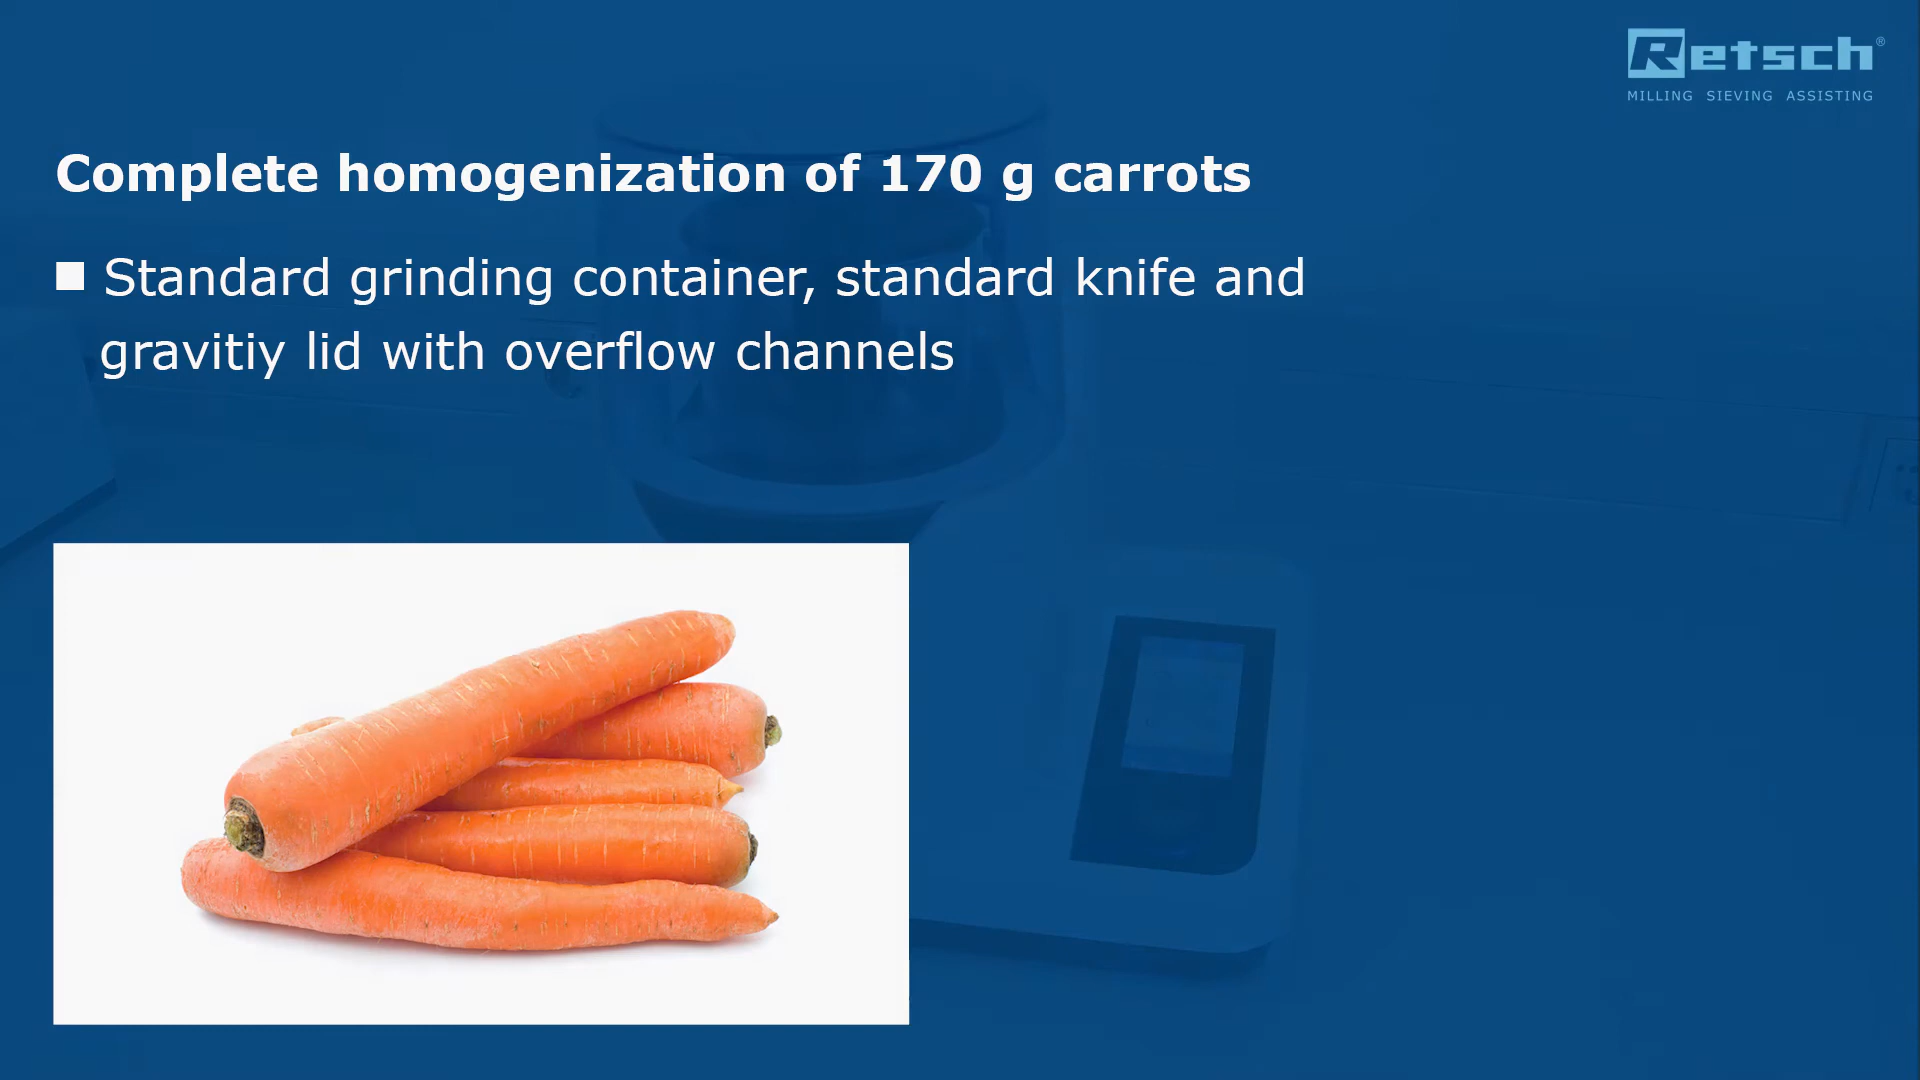 Retsch®
MILLING SIEVING ASSISTING
Complete homogenization of 170 g carrots
Standard grinding container, standard knife and
gravitiy lid with overflow channels